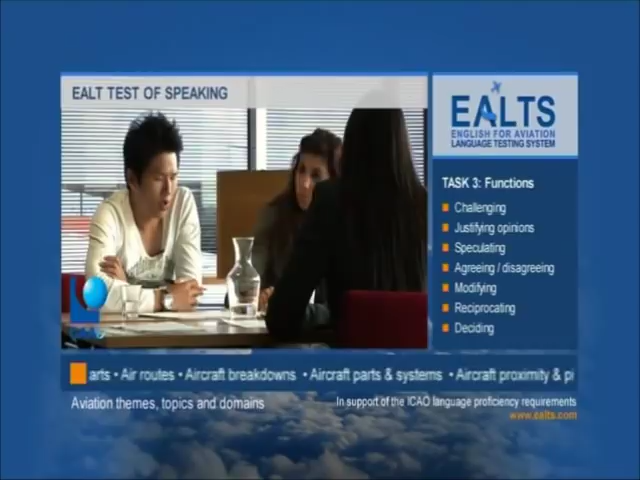 EALT TEST OF SPEAKING
EALTS
ENGLISH FOR AVIATION
LANGUAGE TESTING SYSTEM
TASK 3: Functions
Challenging
Justifying opinions
Speculating
Agreeing / disagreeing
Modifying
Reciprocating
Deciding
arts • Air routes • Aircraft breakdowns • Aircraft parts & systems • Aircraft proximity & pi
Aviation themes, topics and domains
In support of the ICAO language proficiency requirements
www.ealts.com